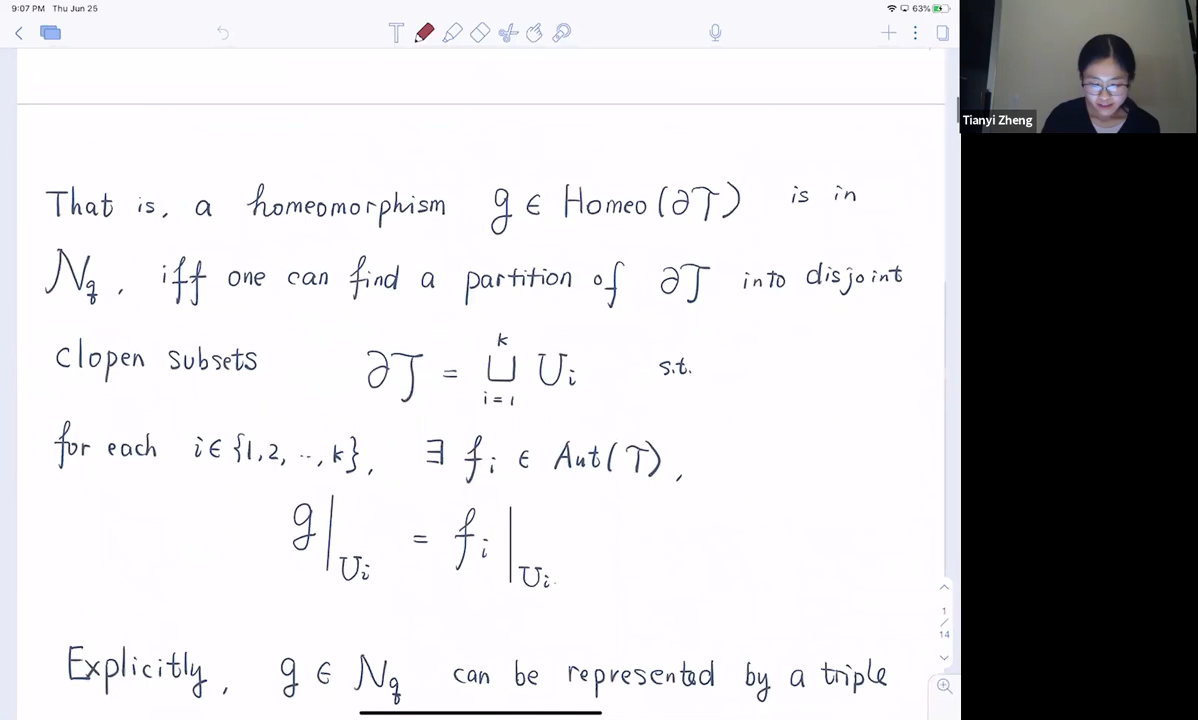 9:07 PM Thu Jun 25
63%
Tianyi Zheng
That is, a homeomorphism g ∈ Homeo(∂T) is in
N_q, iff one can find a partition of ∂T into disjoint
clopen subsets ∂T = ⊔_{i=1}^{k} U_i s.t.
for each i ∈ {1,2,..,k}, ∃ f_i ∈ Aut(T),
g|_{U_i} = f_i|_{U_i}.
1
/
14
Explicitly, g ∈ N_q can be represented by a triple